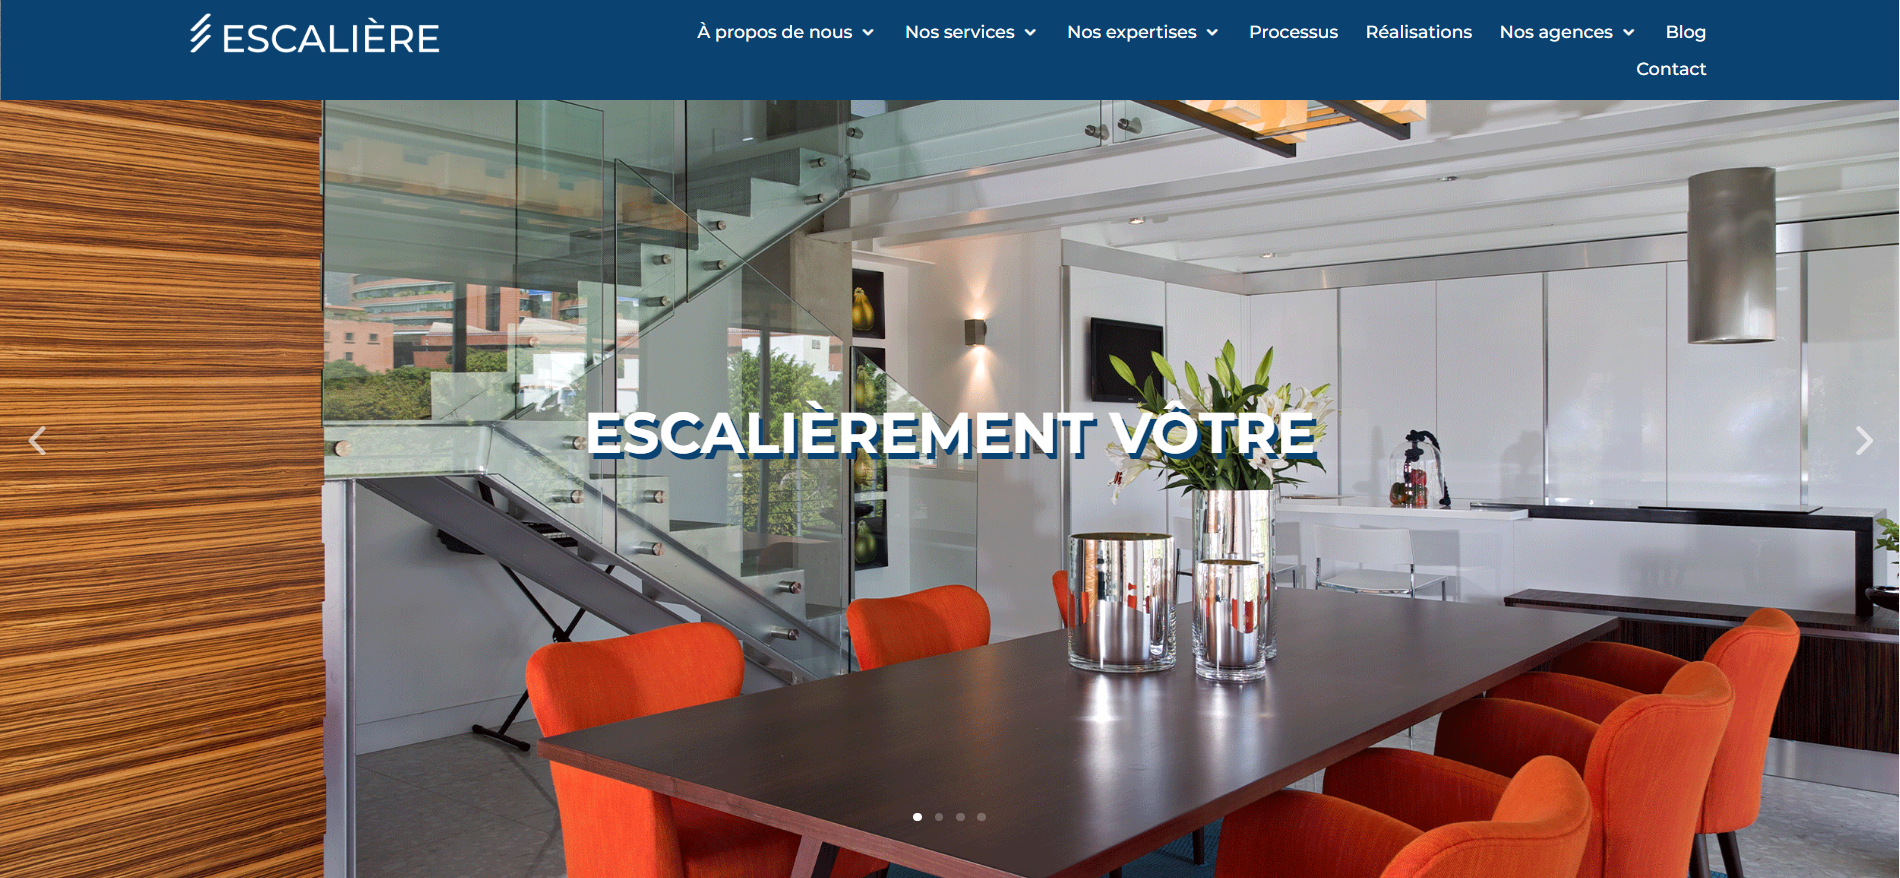 ESCALIÈRE
À propos de nous Nos services Nos expertises Processus Réalisations Nos agences Blog
Contact
ESCALIÈREMENT VÔTRE